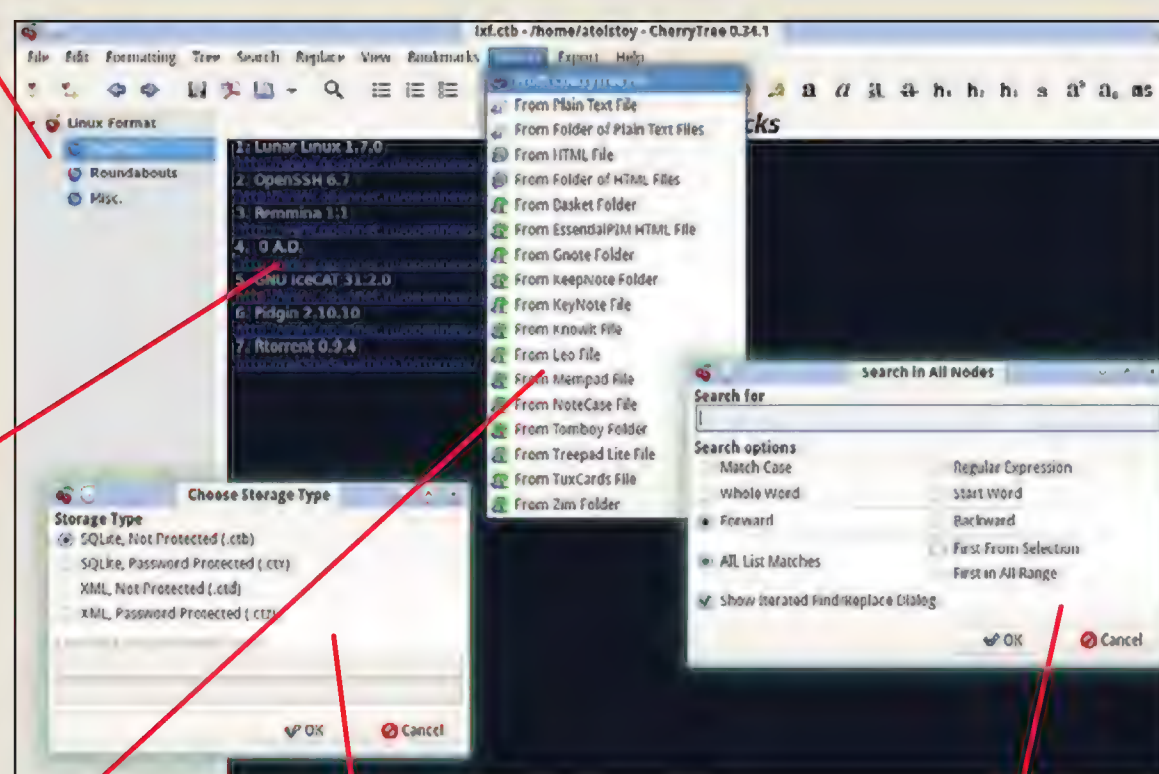 lxf.ctb - /home/atolstoy - CherryTree 0.34.1
File Edit Formatting Tree Search Replace View Bookmarks Export Help
a a a a h₁ h₂ h₃ s aˢ aₛ ms
Linux Format
Roundabouts
Misc.
cks
1. Lunar Linux 1.7.0
2. OpenSSH 6.7
3. Remmina 1.1
4. 0 A.D.
5. GNU IceCAT 31.2.0
6. Pidgin 2.10.10
7. Rtorrent 0.9.4
From Plain Text File
From Folder of Plain Text Files
From HTML File
From Folder of HTML Files
From Basket Folder
From EssentialPIM HTML File
From Gnote Folder
From KeepNote Folder
From KeyNote File
From Knowit File
From Leo File
From Mempad File
From NoteCase File
From Tomboy Folder
From Treepad Lite File
From TuxCards File
From Zim Folder
Choose Storage Type
Storage Type
SQLite, Not Protected (.ctb)
SQLite, Password Protected (.ctx)
XML, Not Protected (.ctd)
XML, Password Protected (.ctz)
OK Cancel
Search in All Nodes
Search for
Search options
Match Case Regular Expression
Whole Word Start Word
Forward Backward
All, List Matches First From Selection
First in All Range
Show Iterated Find/Replace Dialog
OK Cancel